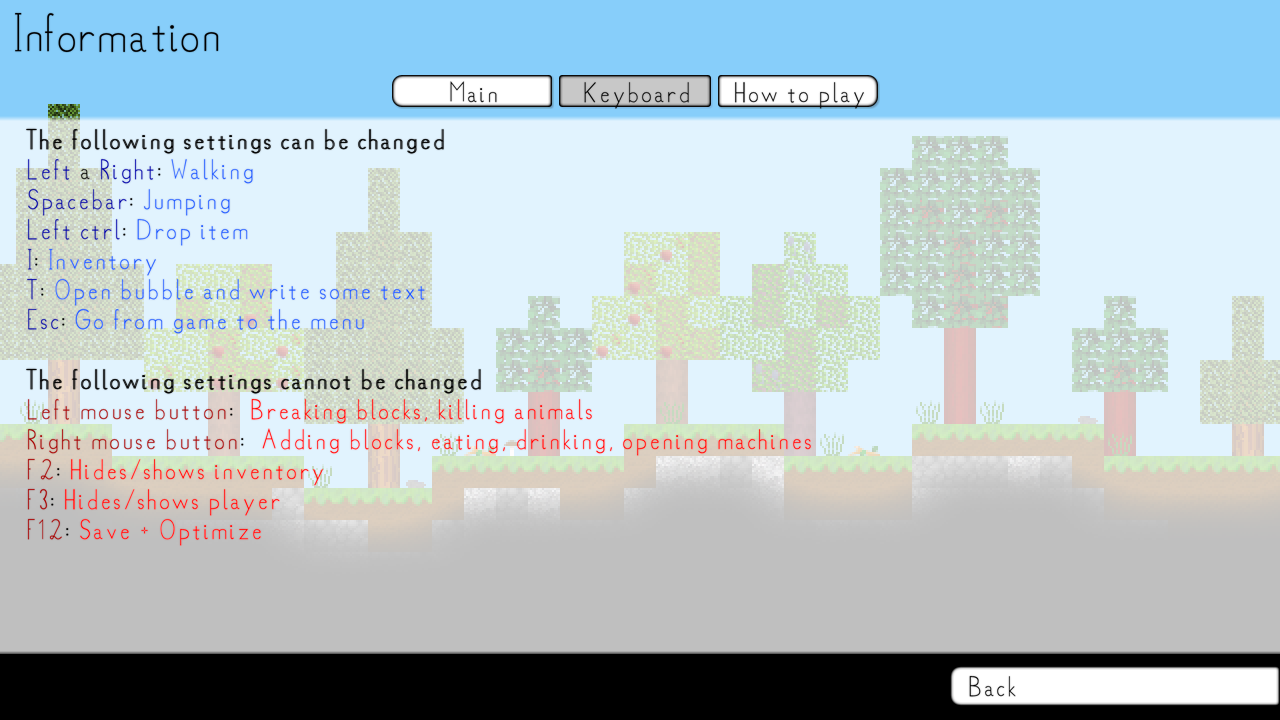 Information
Main
Keyboard
How to play
The following settings can be changed
Left a Right: Walking
Spacebar: Jumping
Left ctrl: Drop item
I: Inventory
T: Open bubble and write some text
Esc: Go from game to the menu
The following settings cannot be changed
Left mouse button: Breaking blocks, killing animals
Right mouse button: Adding blocks, eating, drinking, opening machines
F2: Hides/shows inventory
F3: Hides/shows player
F12: Save + Optimize
Back